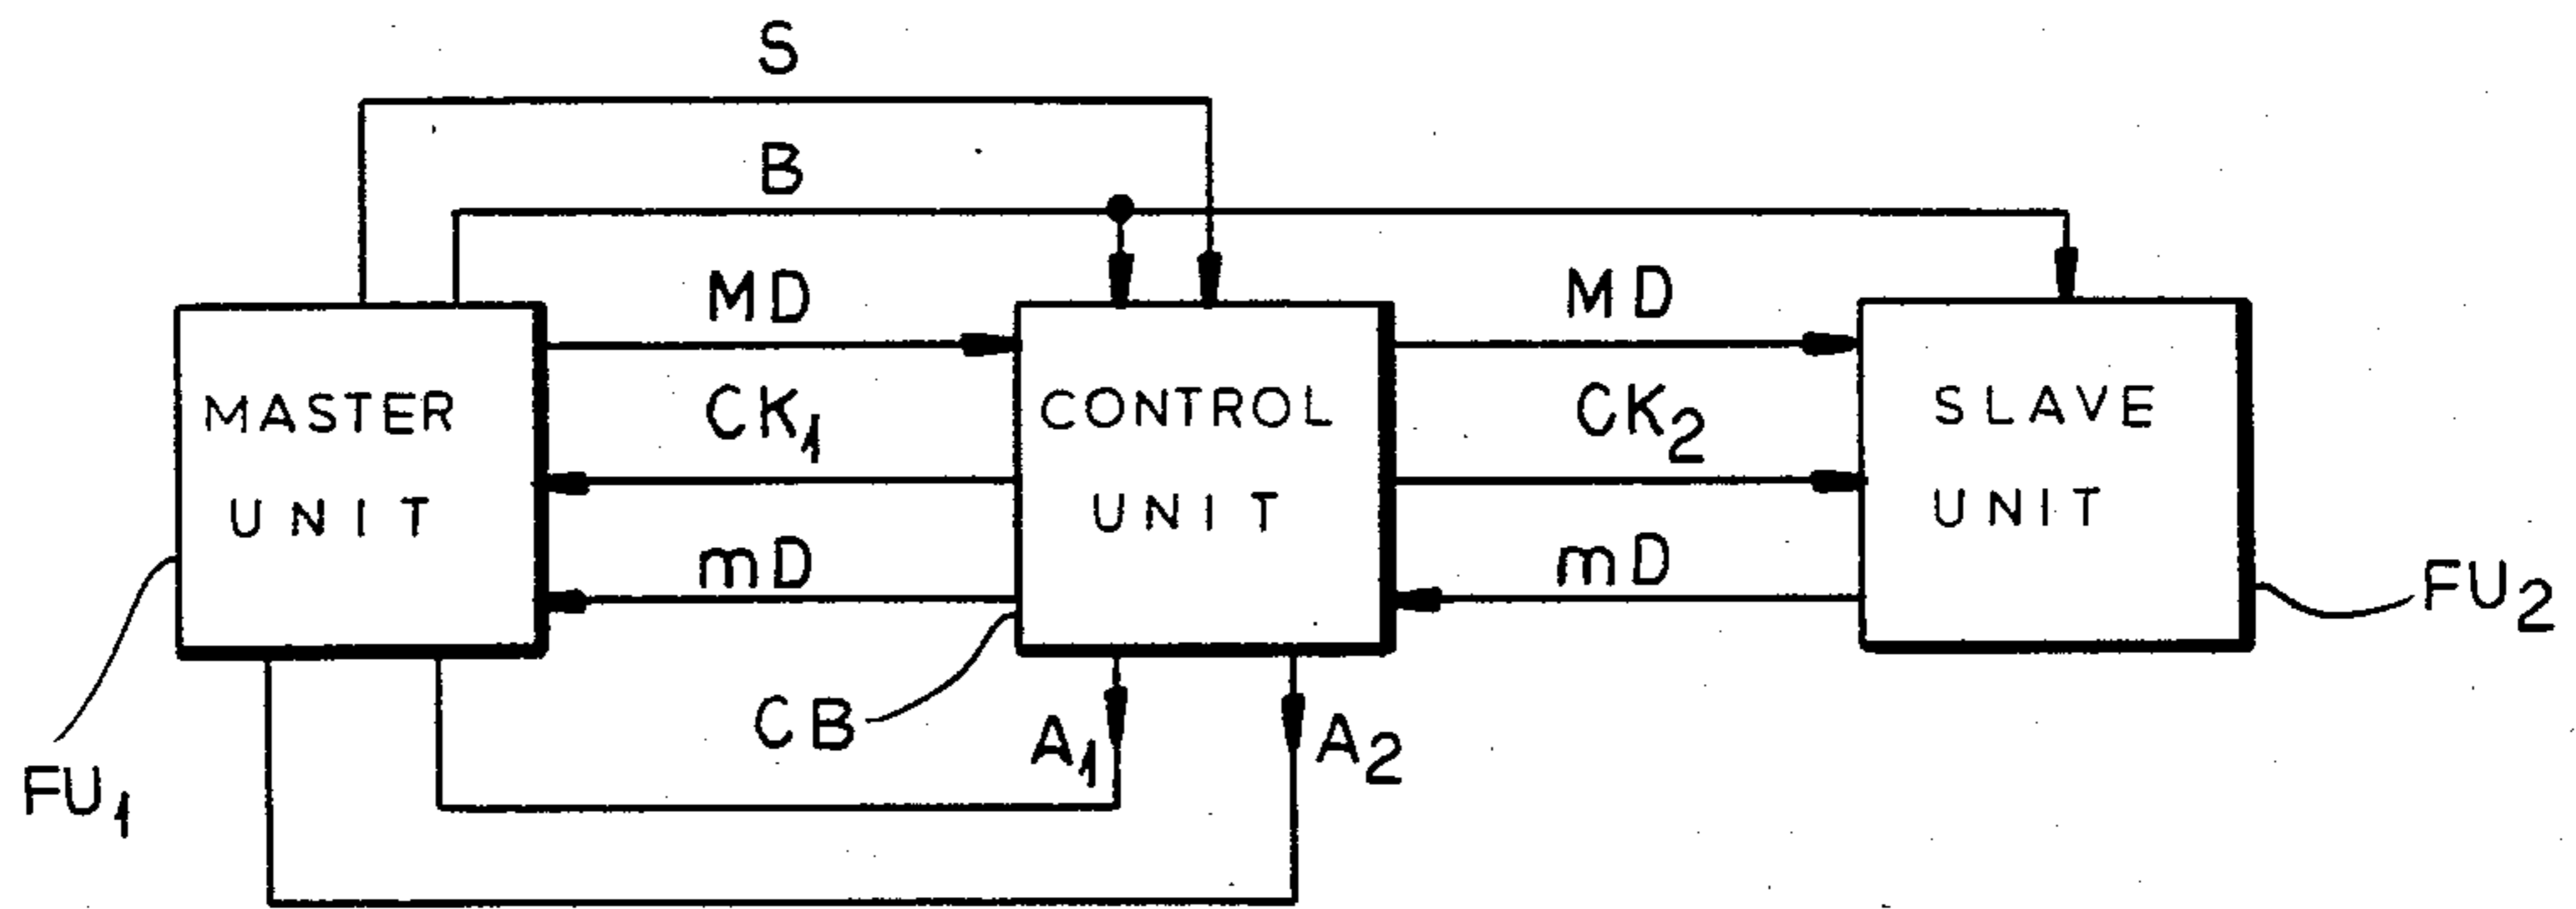 S
B
MD
MD
MASTER
UNIT
CK₁
CONTROL
UNIT
CK₂
SLAVE
UNIT
mD
mD
FU₁
CB
A₁
A₂
FU₂